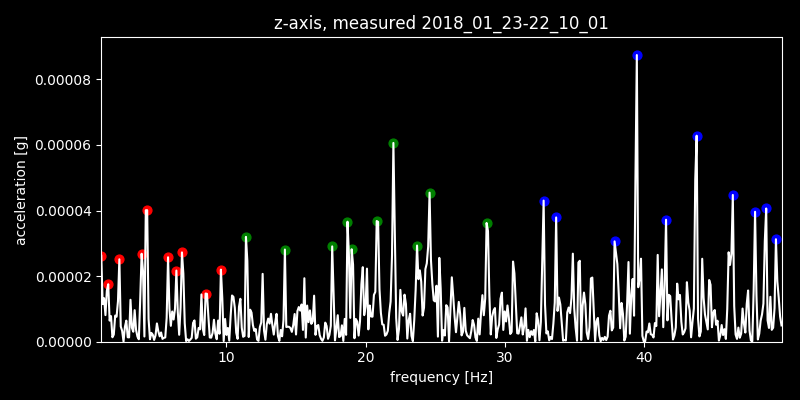 z-axis, measured 2018_01_23-22_10_01
0.00008
0.00006
0.00004
0.00002
0.00000
acceleration [g]
10 20 30 40
frequency [Hz]